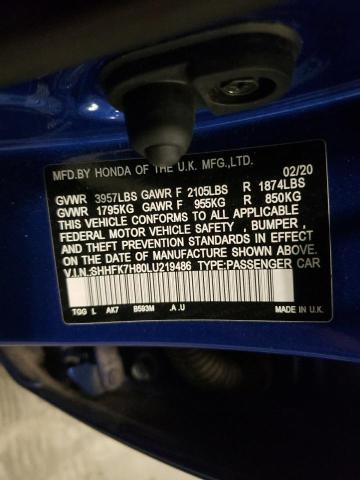 MFD.BY HONDA OF THE U.K. MFG.,LTD.
02/20
GVWR 3957LBS GAWR F 2105LBS R 1874LBS
GVWR 1795KG GAWR F 955KG R 850KG
THIS VEHICLE CONFORMS TO ALL APPLICABLE
FEDERAL MOTOR VEHICLE SAFETY , BUMPER ,
AND THEFT PREVENTION STANDARDS IN EFFECT
ON THE DATE OF MANUFACTURE SHOWN ABOVE.
V.I.N:SHHFK7H80LU219486 TYPE:PASSENGER CAR
TGG L AK7 B593M .A .U
MADE IN U.K.